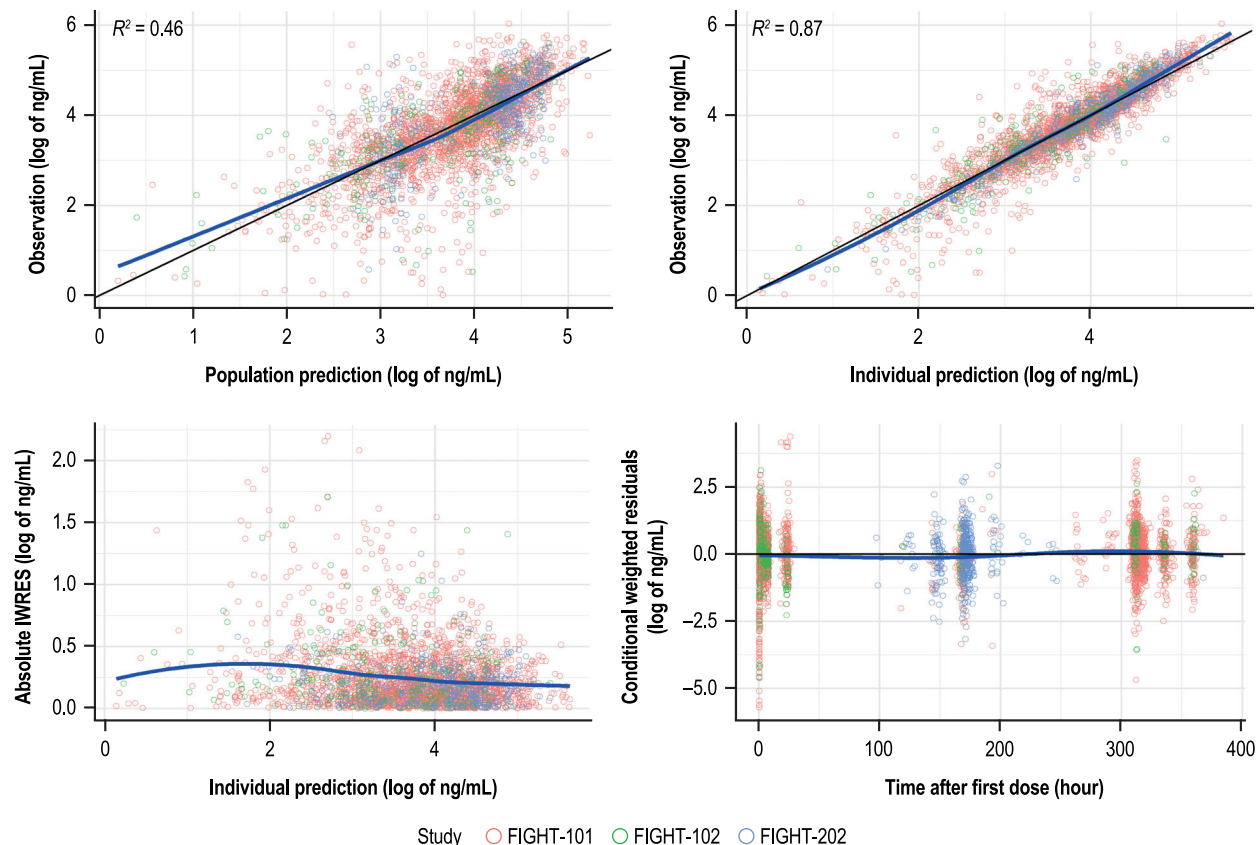 R² = 0.46
6
4
2
0
Observation (log of ng/mL)
0 1 2 3 4 5
Population prediction (log of ng/mL)
R² = 0.87
6
4
2
0
Observation (log of ng/mL)
0 2 4
Individual prediction (log of ng/mL)
2.0
1.5
1.0
0.5
0.0
Absolute IWRES (log of ng/mL)
0 2 4
Individual prediction (log of ng/mL)
2.5
0.0
−2.5
−5.0
Conditional weighted residuals
(log of ng/mL)
0 100 200 300 400
Time after first dose (hour)
Study FIGHT-101 FIGHT-102 FIGHT-202